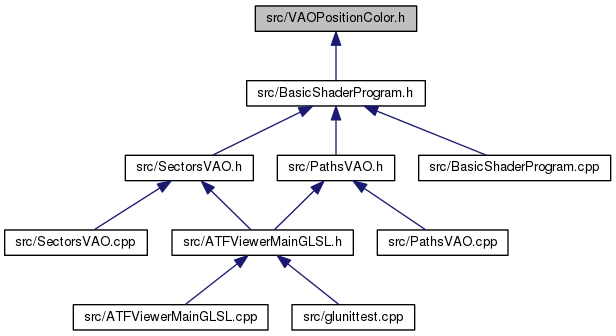 src/VAOPositionColor.h
src/BasicShaderProgram.h
src/SectorsVAO.h
src/PathsVAO.h
src/BasicShaderProgram.cpp
src/SectorsVAO.cpp
src/ATFViewerMainGLSL.h
src/PathsVAO.cpp
src/ATFViewerMainGLSL.cpp
src/glunittest.cpp